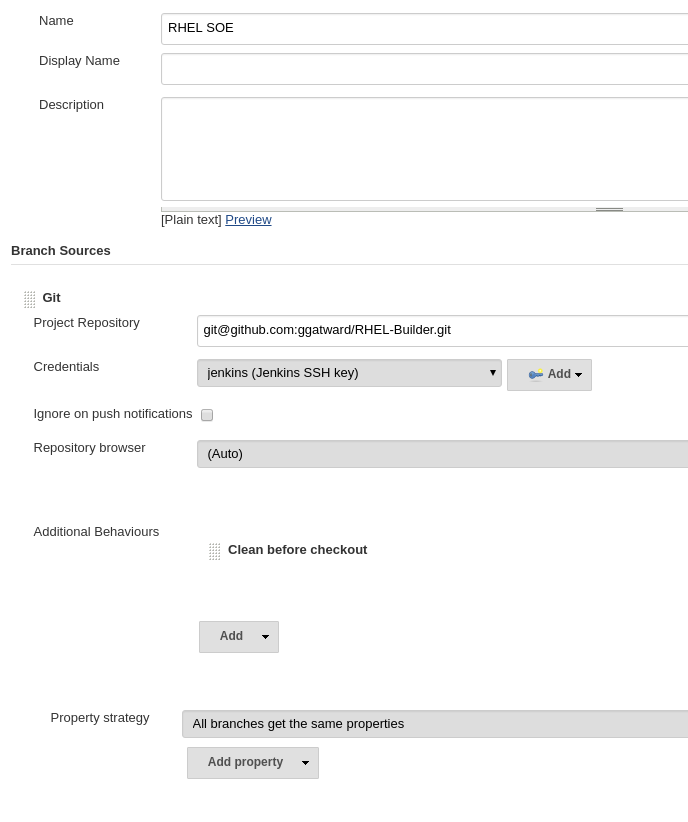 Name
RHEL SOE
Display Name
Description
[Plain text] Preview
Branch Sources
Git
Project Repository
git@github.com:ggatward/RHEL-Builder.git
Credentials
jenkins (Jenkins SSH key)
Add
Ignore on push notifications
Repository browser
(Auto)
Additional Behaviours
Clean before checkout
Add
Property strategy
All branches get the same properties
Add property